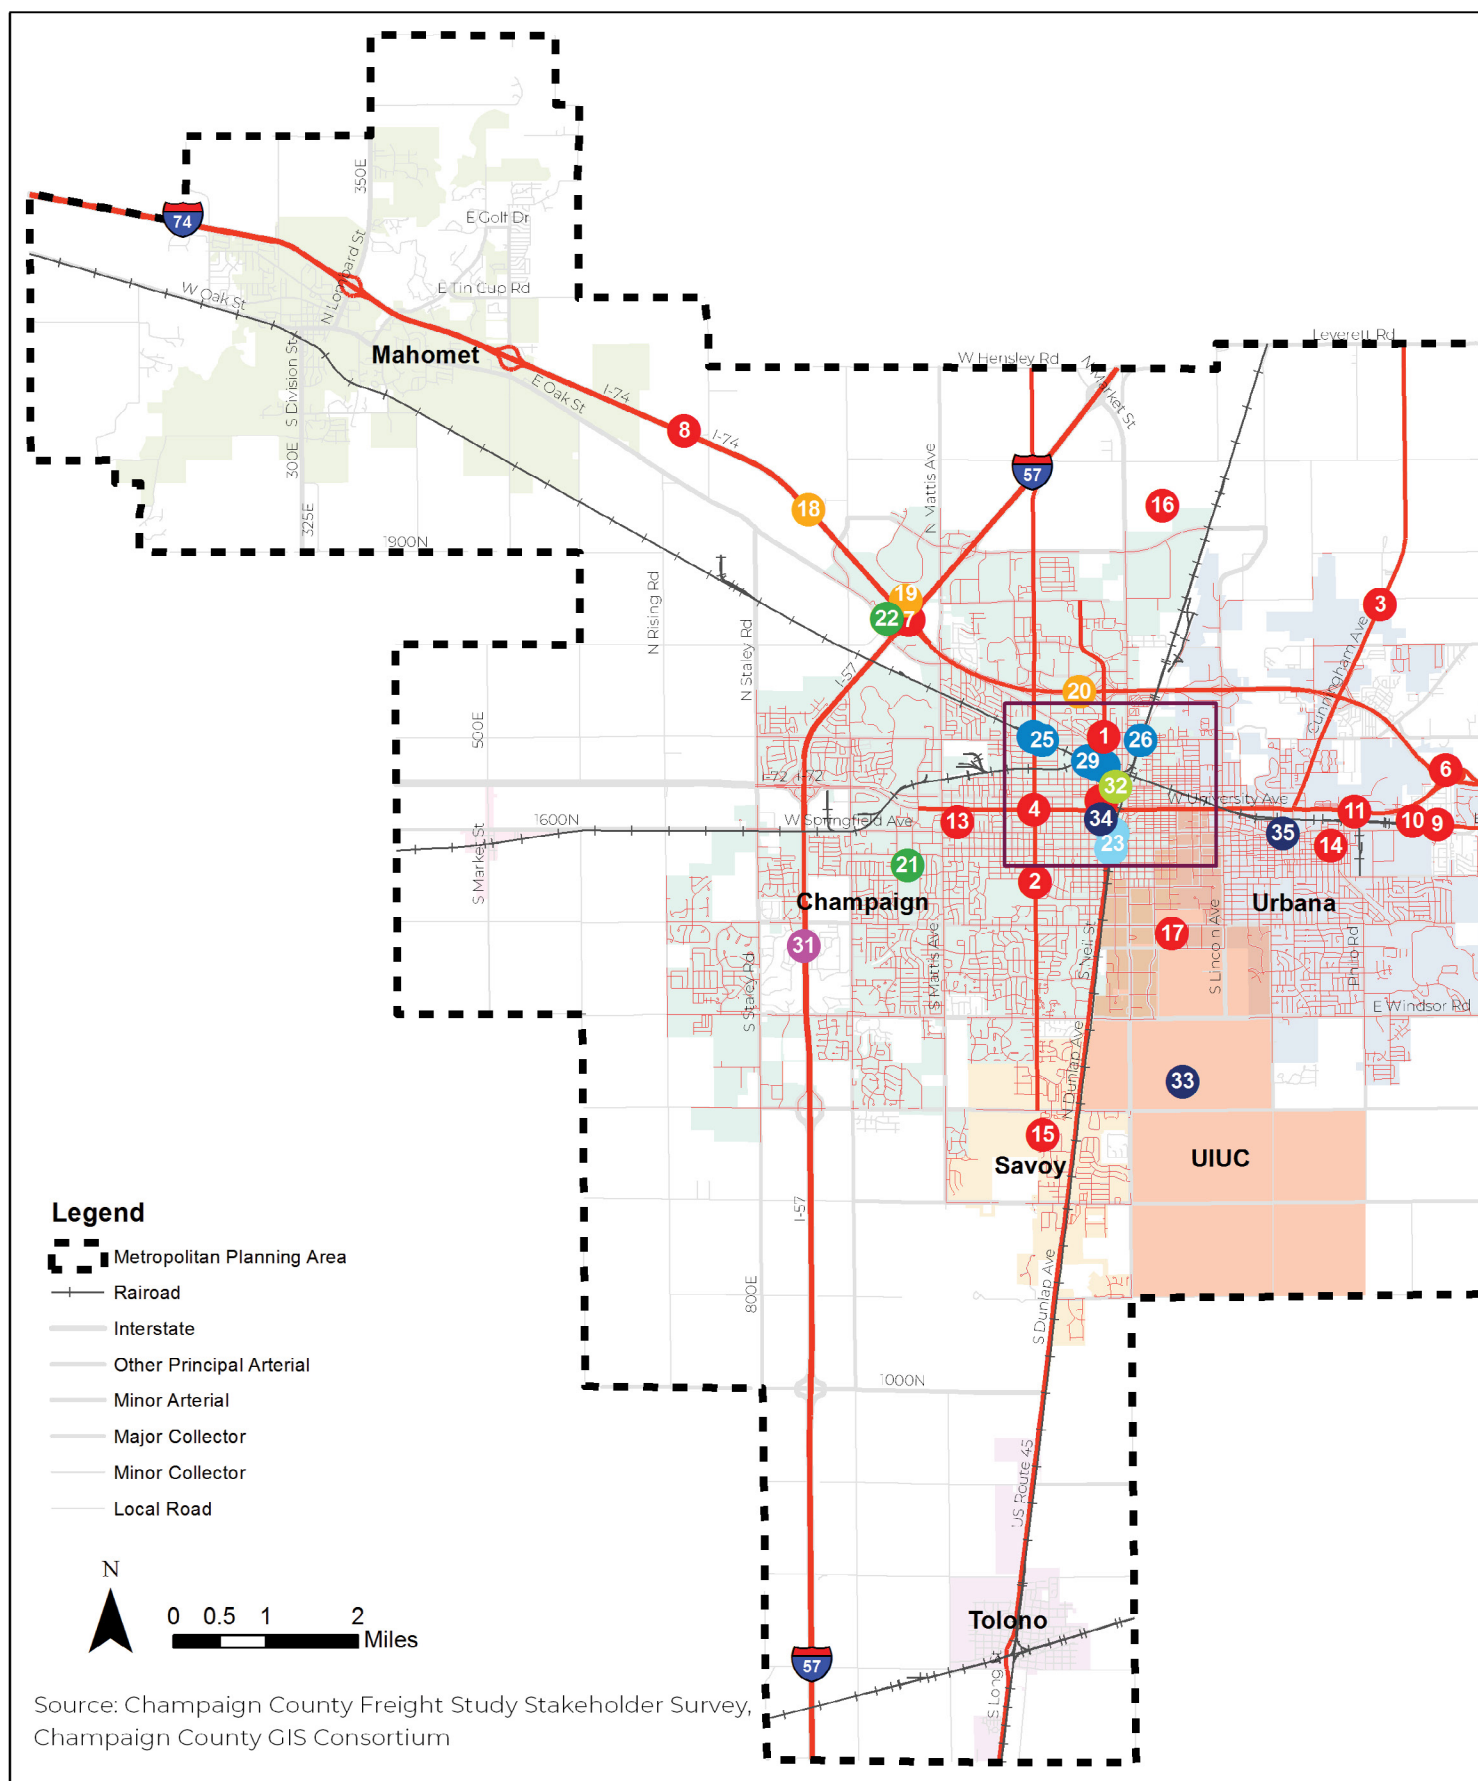 350E
74
E Golf Dr
N Lombard St
E Tin Cup Rd
W Oak St
Leverett Rd
Mahomet
W Hensley Rd
N Market St
S Division St
E Oak St
I-74
8
I-74
300E
N Mattis Ave
57
325E
18
16
1900N
N Rising Rd
19
22
7
3
N Staley Rd
Cunningham Ave
I-57
20
500E
25
1
26
29
6
I-72
I-72
32
W University Ave
1600N
W Springfield Ave
13
4
34
11
10
9
E
35
14
23
S Market St
21
2
Champaign
Urbana
17
31
S Neil St
S Lincoln Ave
Philo Rd
S Mattis Ave
S Staley Rd
E Windsor Rd
N Dunlap Ave
33
15
Savoy
UIUC
I-57
800E
S Dunlap Ave
1000N
US Route 45
Tolono
S Long St
57
Legend
Metropolitan Planning Area
Rairoad
Interstate
Other Principal Arterial
Minor Arterial
Major Collector
Minor Collector
Local Road
N
0 0.5 1 2
Miles
Source: Champaign County Freight Study Stakeholder Survey,
Champaign County GIS Consortium